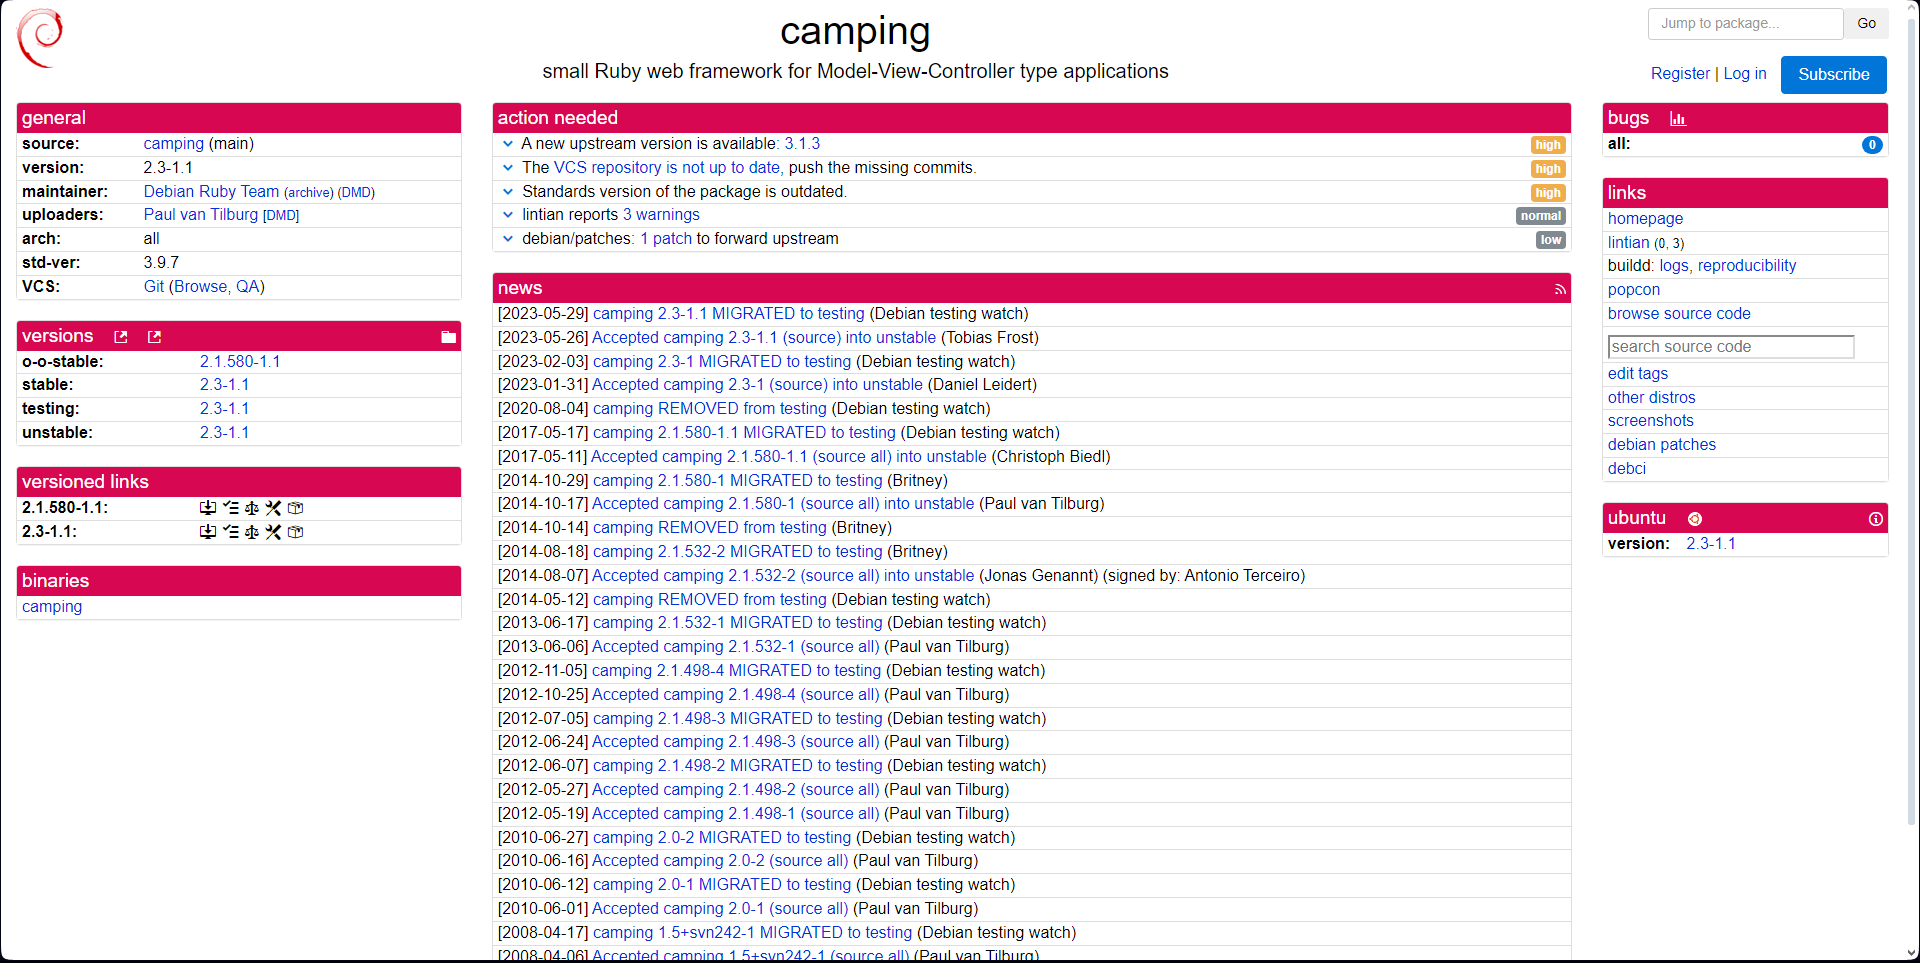 camping
small Ruby web framework for Model-View-Controller type applications
Jump to package...
Go
Register | Log in
Subscribe
general
source: camping (main)
version: 2.3-1.1
maintainer: Debian Ruby Team (archive) (DMD)
uploaders: Paul van Tilburg [DMD]
arch: all
std-ver: 3.9.7
VCS: Git (Browse, QA)
versions
o-o-stable: 2.1.580-1.1
stable: 2.3-1.1
testing: 2.3-1.1
unstable: 2.3-1.1
versioned links
2.1.580-1.1:
2.3-1.1:
binaries
camping
action needed
A new upstream version is available: 3.1.3 high
The VCS repository is not up to date, push the missing commits. high
Standards version of the package is outdated. high
lintian reports 3 warnings normal
debian/patches: 1 patch to forward upstream low
news
[2023-05-29] camping 2.3-1.1 MIGRATED to testing (Debian testing watch)
[2023-05-26] Accepted camping 2.3-1.1 (source) into unstable (Tobias Frost)
[2023-02-03] camping 2.3-1 MIGRATED to testing (Debian testing watch)
[2023-01-31] Accepted camping 2.3-1 (source) into unstable (Daniel Leidert)
[2020-08-04] camping REMOVED from testing (Debian testing watch)
[2017-05-17] camping 2.1.580-1.1 MIGRATED to testing (Debian testing watch)
[2017-05-11] Accepted camping 2.1.580-1.1 (source all) into unstable (Christoph Biedl)
[2014-10-29] camping 2.1.580-1 MIGRATED to testing (Britney)
[2014-10-17] Accepted camping 2.1.580-1 (source all) into unstable (Paul van Tilburg)
[2014-10-14] camping REMOVED from testing (Britney)
[2014-08-18] camping 2.1.532-2 MIGRATED to testing (Britney)
[2014-08-07] Accepted camping 2.1.532-2 (source all) into unstable (Jonas Genannt) (signed by: Antonio Terceiro)
[2014-05-12] camping REMOVED from testing (Debian testing watch)
[2013-06-17] camping 2.1.532-1 MIGRATED to testing (Debian testing watch)
[2013-06-06] Accepted camping 2.1.532-1 (source all) (Paul van Tilburg)
[2012-11-05] camping 2.1.498-4 MIGRATED to testing (Debian testing watch)
[2012-10-25] Accepted camping 2.1.498-4 (source all) (Paul van Tilburg)
[2012-07-05] camping 2.1.498-3 MIGRATED to testing (Debian testing watch)
[2012-06-24] Accepted camping 2.1.498-3 (source all) (Paul van Tilburg)
[2012-06-07] camping 2.1.498-2 MIGRATED to testing (Debian testing watch)
[2012-05-27] Accepted camping 2.1.498-2 (source all) (Paul van Tilburg)
[2012-05-19] Accepted camping 2.1.498-1 (source all) (Paul van Tilburg)
[2010-06-27] camping 2.0-2 MIGRATED to testing (Debian testing watch)
[2010-06-16] Accepted camping 2.0-2 (source all) (Paul van Tilburg)
[2010-06-12] camping 2.0-1 MIGRATED to testing (Debian testing watch)
[2010-06-01] Accepted camping 2.0-1 (source all) (Paul van Tilburg)
[2008-04-17] camping 1.5+svn242-1 MIGRATED to testing (Debian testing watch)
[2008-04-06] Accepted camping 1.5+svn242-1 (source all) (Paul van Tilburg)
bugs
all: 0
links
homepage
lintian (0, 3)
buildd: logs, reproducibility
popcon
browse source code
search source code
edit tags
other distros
screenshots
debian patches
debci
ubuntu
version: 2.3-1.1